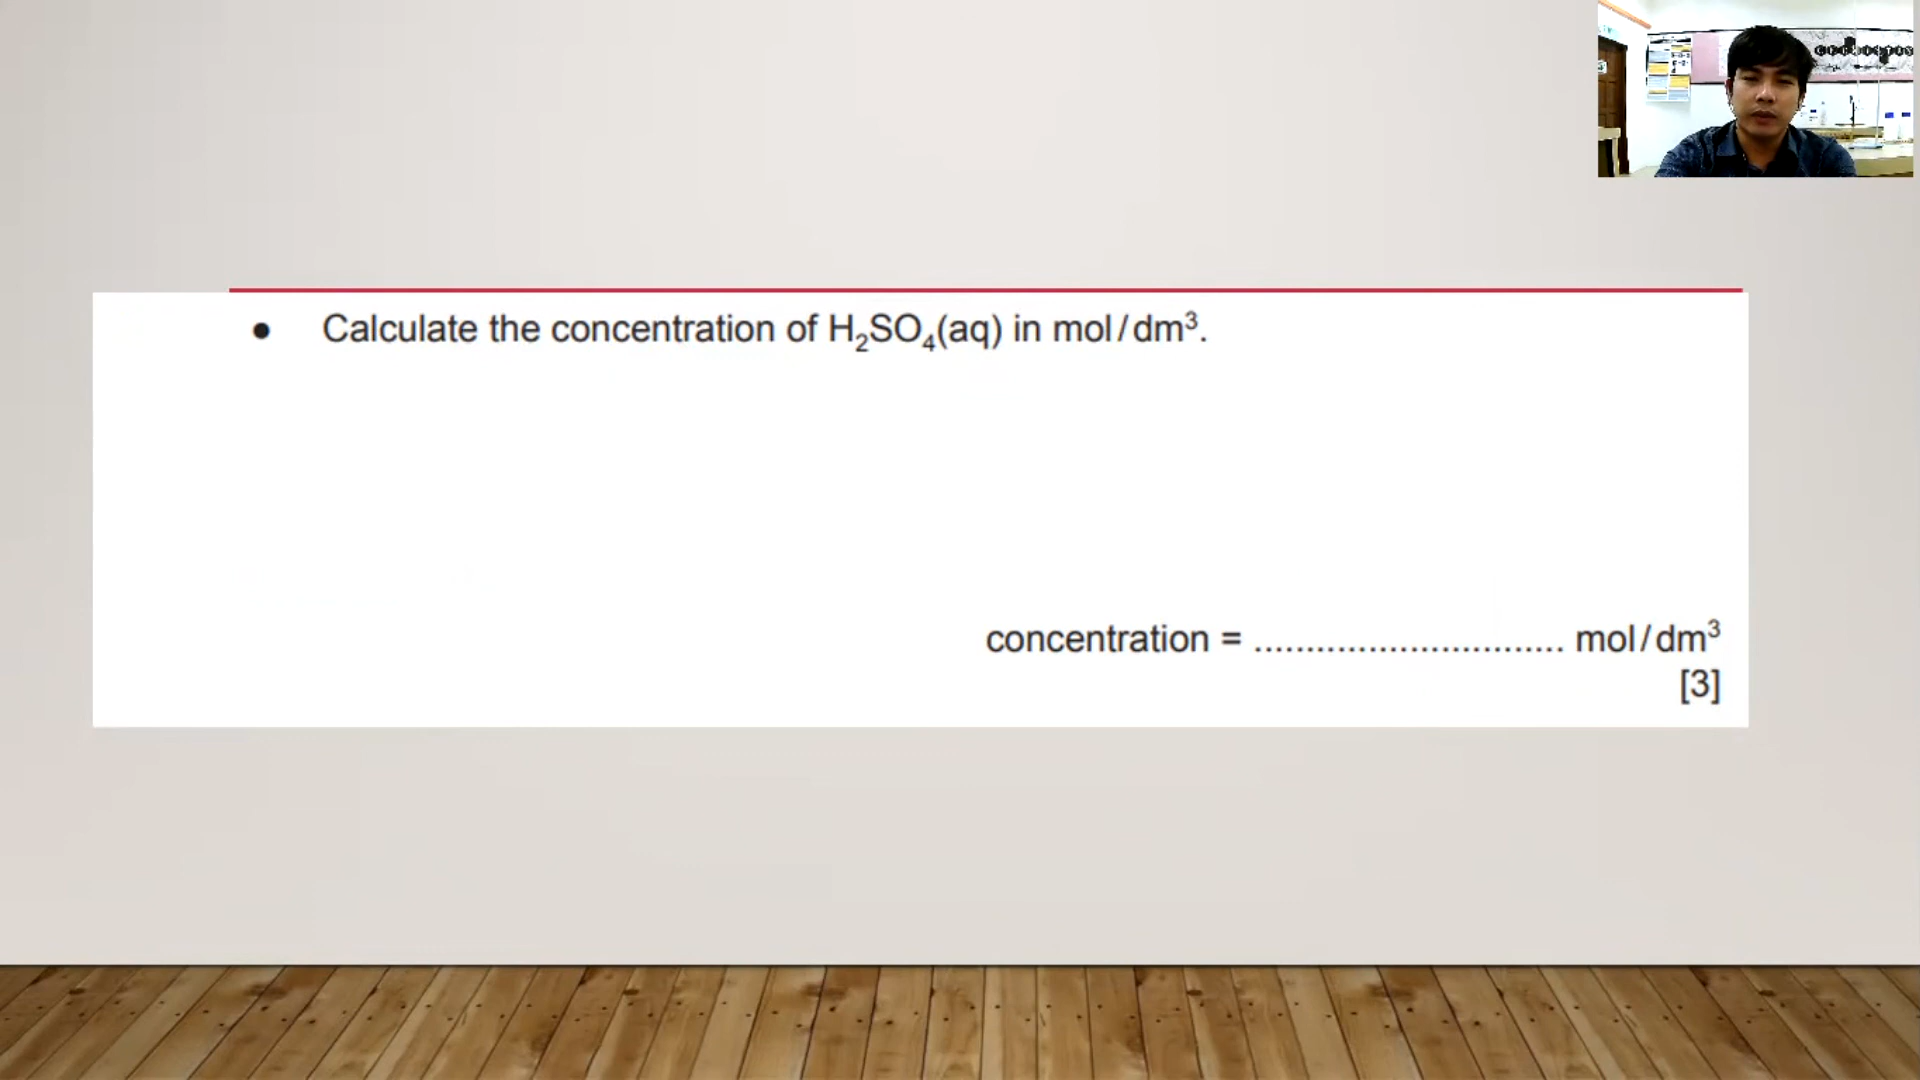 ● Calculate the concentration of H₂SO₄(aq) in mol/dm³.
concentration = .............................. mol/dm³
[3]